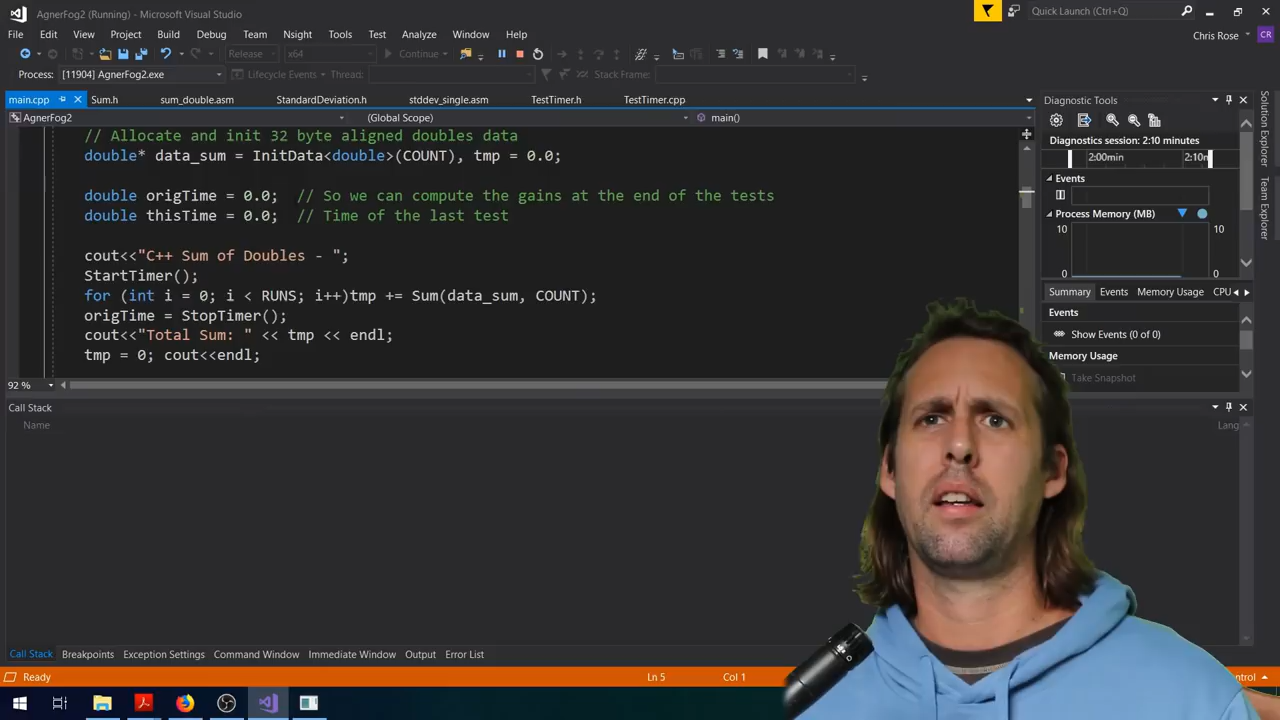 AgnerFog2 (Running) - Microsoft Visual Studio
Quick Launch (Ctrl+Q)
File Edit View Project Build Debug Team Nsight Tools Test Analyze Window Help
Chris Rose
CR
Release x64 Continue
Process: [11904] AgnerFog2.exe Lifecycle Events Thread: Stack Frame:
main.cpp Sum.h sum_double.asm StandardDeviation.h stddev_single.asm TestTimer.h TestTimer.cpp
AgnerFog2 (Global Scope) main()
// Allocate and init 32 byte aligned doubles data
double* data_sum = InitData<double>(COUNT), tmp = 0.0;
double origTime = 0.0; // So we can compute the gains at the end of the tests
double thisTime = 0.0; // Time of the last test
cout<<"C++ Sum of Doubles - ";
StartTimer();
for (int i = 0; i < RUNS; i++)tmp += Sum(data_sum, COUNT);
origTime = StopTimer();
cout<<"Total Sum: " << tmp << endl;
tmp = 0; cout<<endl;
92 %
Diagnostic Tools
Diagnostics session: 2:10 minutes
2:00min 2:10n
Events
Process Memory (MB)
10 10
0 0
Summary Events Memory Usage CPU
Events
Show Events (0 of 0)
Memory Usage
Take Snapshot
Solution Explorer
Team Explorer
Call Stack
Name
Lang
Call Stack Breakpoints Exception Settings Command Window Immediate Window Output Error List
Ready Ln 5 Col 1